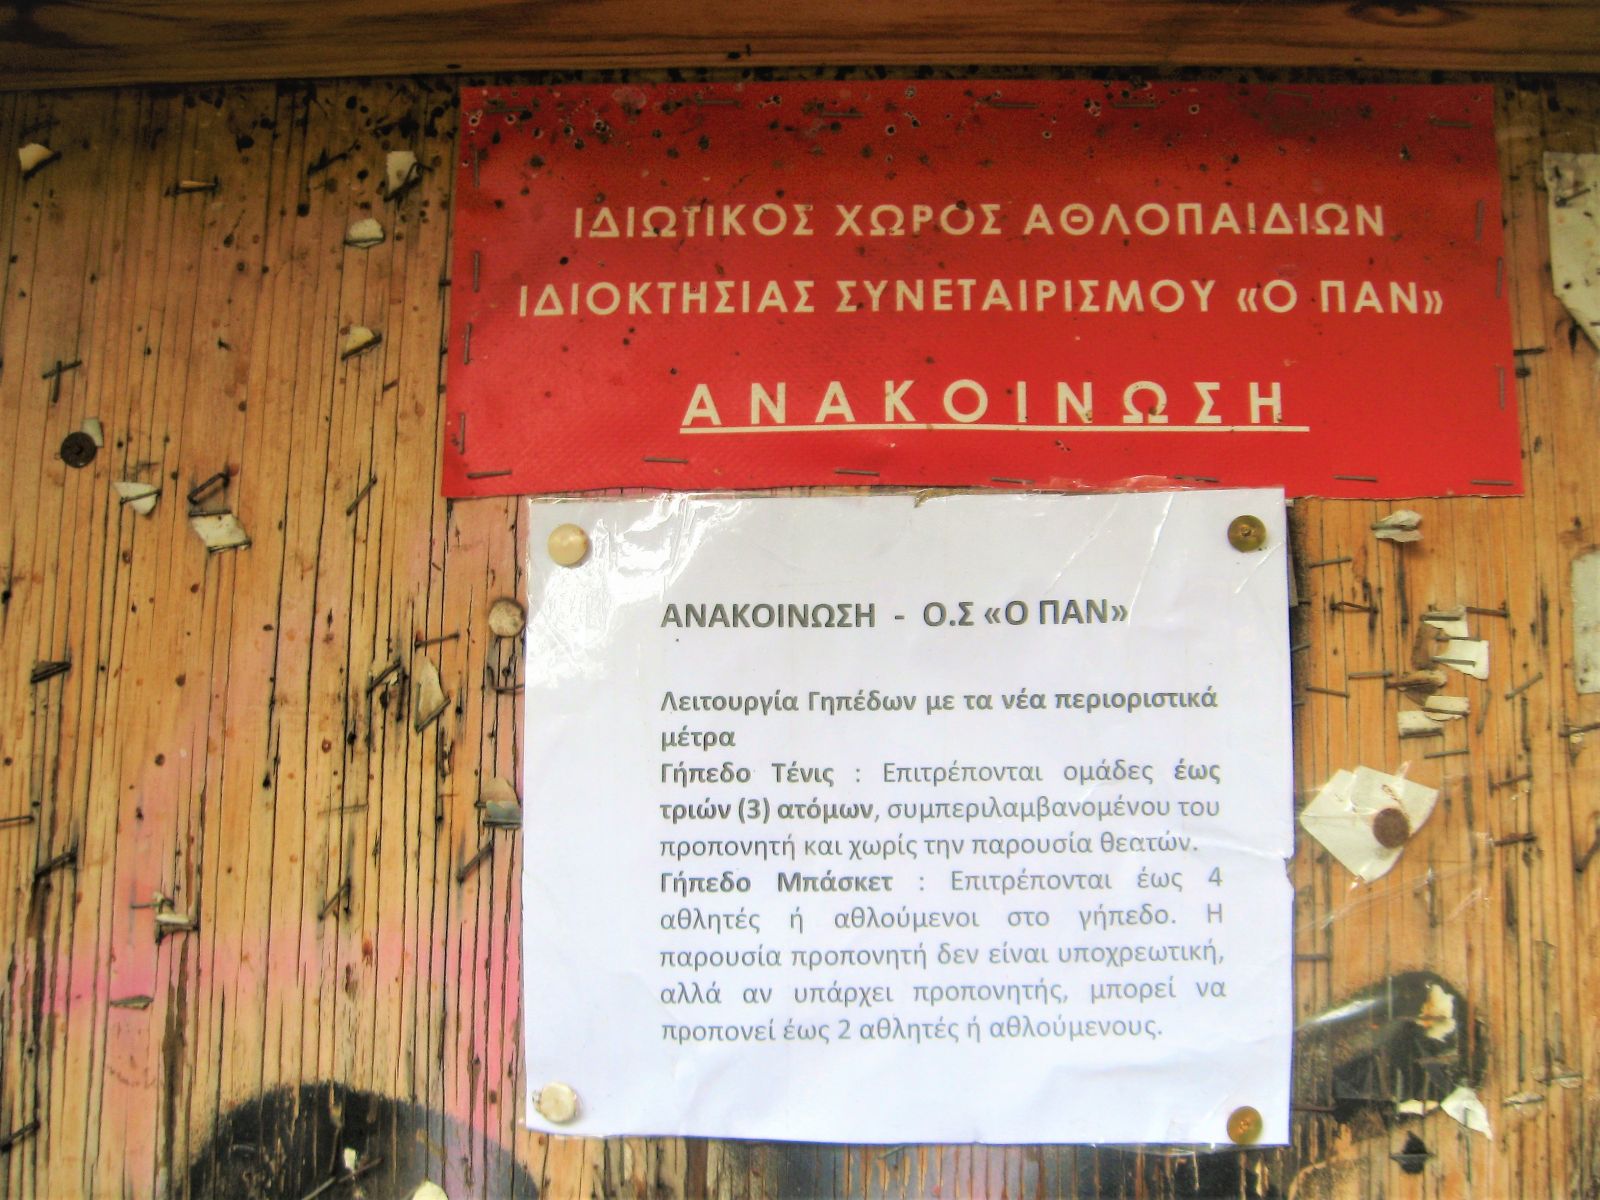 ΙΔΙΩΤΙΚΟΣ ΧΩΡΟΣ ΑΘΛΟΠΑΙΔΙΩΝ
ΙΔΙΟΚΤΗΣΙΑΣ ΣΥΝΕΤΑΙΡΙΣΜΟΥ «Ο ΠΑΝ»
ΑΝΑΚΟΙΝΩΣΗ
ΑΝΑΚΟΙΝΩΣΗ - Ο.Σ «Ο ΠΑΝ»
Λειτουργία Γηπέδων με τα νέα περιοριστικά
μέτρα
Γήπεδο Τένις : Επιτρέπονται ομάδες έως
τριών (3) ατόμων, συμπεριλαμβανομένου του
προπονητή και χωρίς την παρουσία θεατών.
Γήπεδο Μπάσκετ : Επιτρέπονται έως 4
αθλητές ή αθλούμενοι στο γήπεδο. Η
παρουσία προπονητή δεν είναι υποχρεωτική,
αλλά αν υπάρχει προπονητής, μπορεί να
προπονεί έως 2 αθλητές ή αθλούμενους.